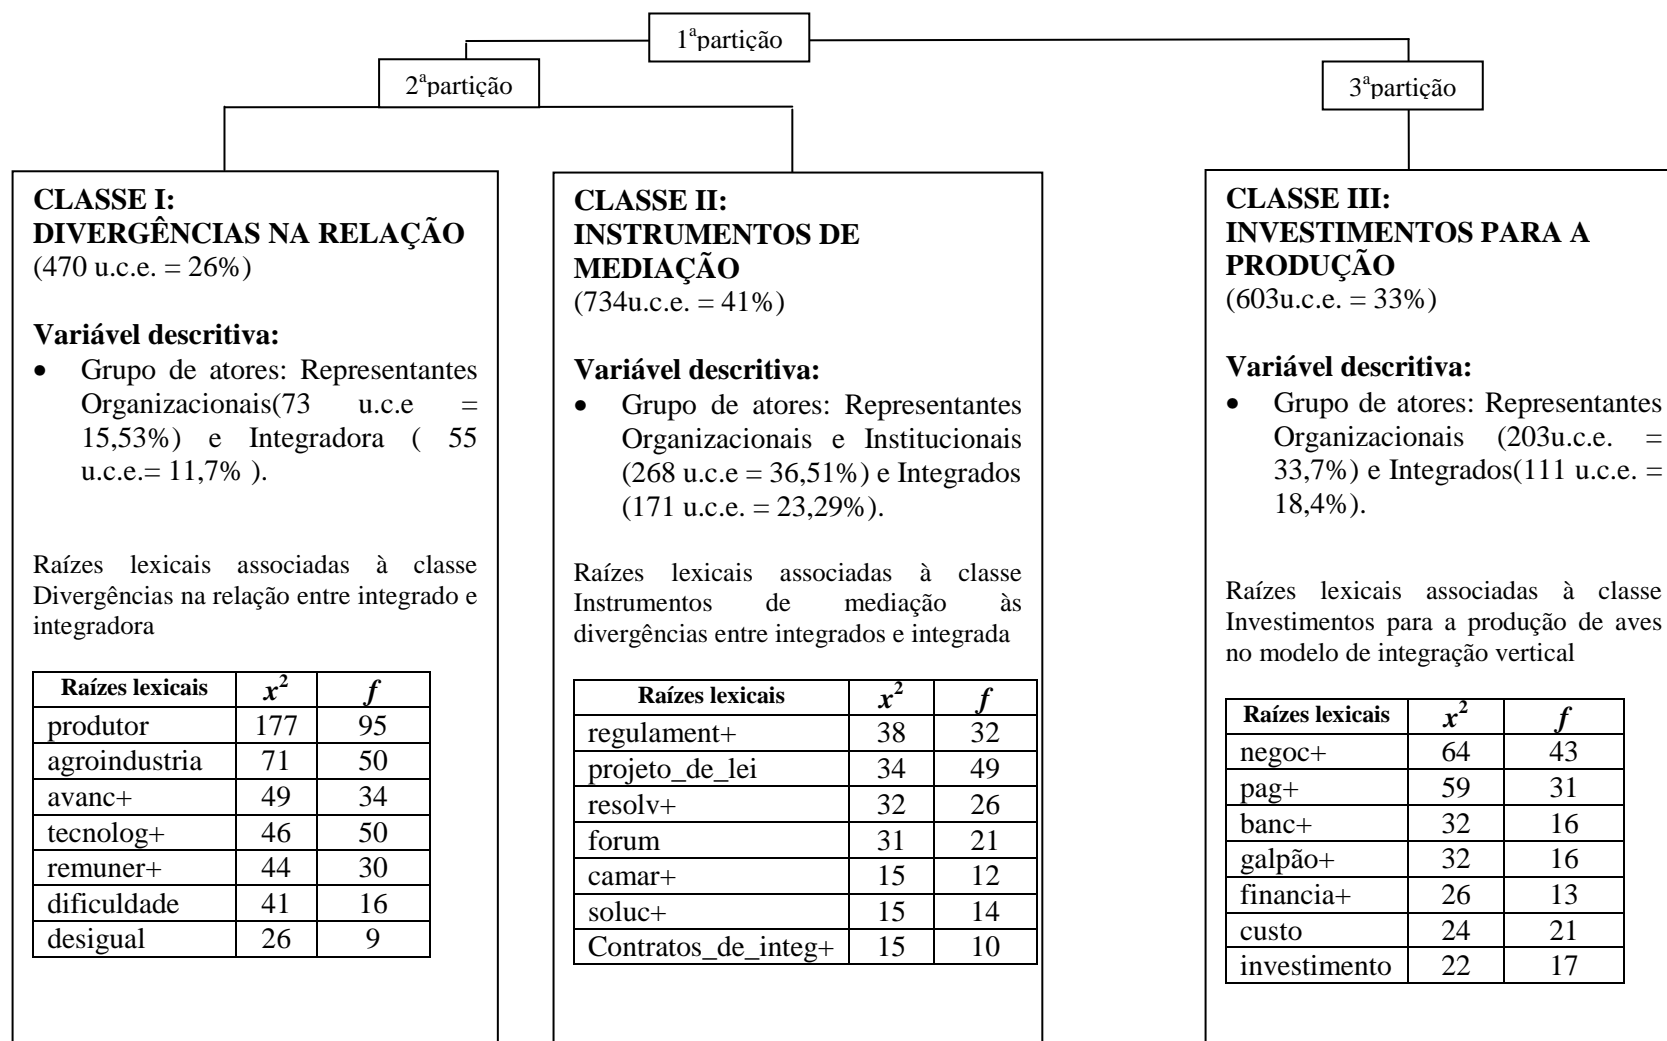 1ªpartição
2ªpartição
3ªpartição
CLASSE I:
DIVERGÊNCIAS NA RELAÇÃO
(470 u.c.e. = 26%)
Variável descritiva:
• Grupo de atores: Representantes
Organizacionais(73 u.c.e =
15,53%) e Integradora ( 55
u.c.e.= 11,7% ).
Raízes lexicais associadas à classe
Divergências na relação entre integrado e
integradora
Raízes lexicais x² f
produtor 177 95
agroindustria 71 50
avanc+ 49 34
tecnolog+ 46 50
remuner+ 44 30
dificuldade 41 16
desigual 26 9
CLASSE II:
INSTRUMENTOS DE
MEDIAÇÃO
(734u.c.e. = 41%)
Variável descritiva:
• Grupo de atores: Representantes
Organizacionais e Institucionais
(268 u.c.e = 36,51%) e Integrados
(171 u.c.e. = 23,29%).
Raízes lexicais associadas à classe
Instrumentos de mediação às
divergências entre integrados e integrada
Raízes lexicais x² f
regulament+ 38 32
projeto_de_lei 34 49
resolv+ 32 26
forum 31 21
camar+ 15 12
soluc+ 15 14
Contratos_de_integ+ 15 10
CLASSE III:
INVESTIMENTOS PARA A
PRODUÇÃO
(603u.c.e. = 33%)
Variável descritiva:
• Grupo de atores: Representantes
Organizacionais (203u.c.e. =
33,7%) e Integrados(111 u.c.e. =
18,4%).
Raízes lexicais associadas à classe
Investimentos para a produção de aves
no modelo de integração vertical
Raízes lexicais x² f
negoc+ 64 43
pag+ 59 31
banc+ 32 16
galpão+ 32 16
financia+ 26 13
custo 24 21
investimento 22 17